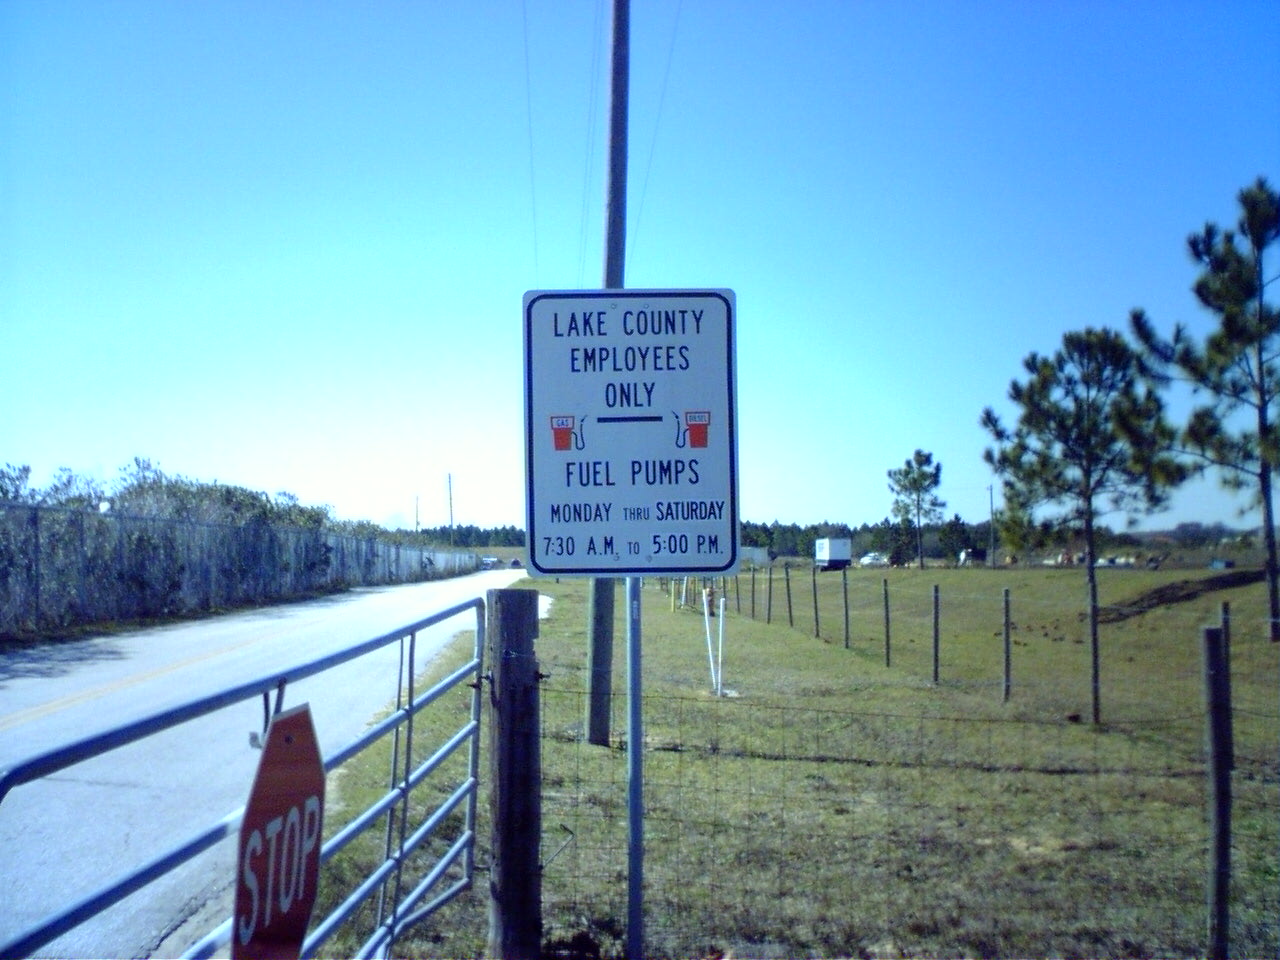 LAKE COUNTY
EMPLOYEES
ONLY
GAS DIESEL
FUEL PUMPS
MONDAY THRU SATURDAY
7:30 A.M. TO 5:00 P.M.
STOP